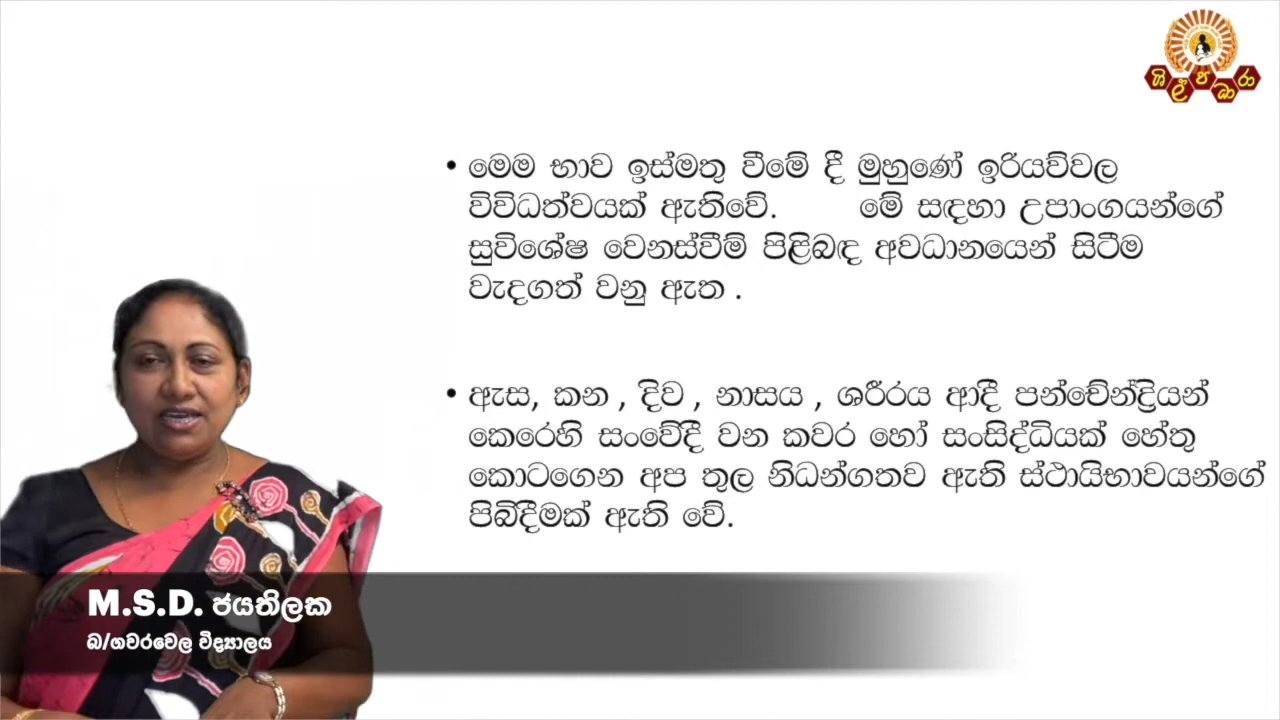 ශිල්පධාරා
• මෙම භාව ඉස්මතු වීමේ දී මුහුණේ ඉරියව්වල
විවිධත්වයක් ඇතිවේ. මේ සඳහා උපාංගයන්ගේ
සුවිශේෂ වෙනස්වීම් පිළිබඳ අවධානයෙන් සිටීම
වැදගත් වනු ඇත .
• ඇස, කන , දිව , නාසය , ශරීරය ආදී පන්චේන්ද්‍රියන්
කෙරෙහි සංවේදී වන කවර හෝ සංසිද්ධියක් හේතු
කොටගෙන අප තුල නිධන්ගතව ඇති ස්ථායිභාවයන්ගේ
පිබිදීමක් ඇති වේ.
M.S.D. ජයතිලක
බ/ගවරවෙල විද්‍යාලය